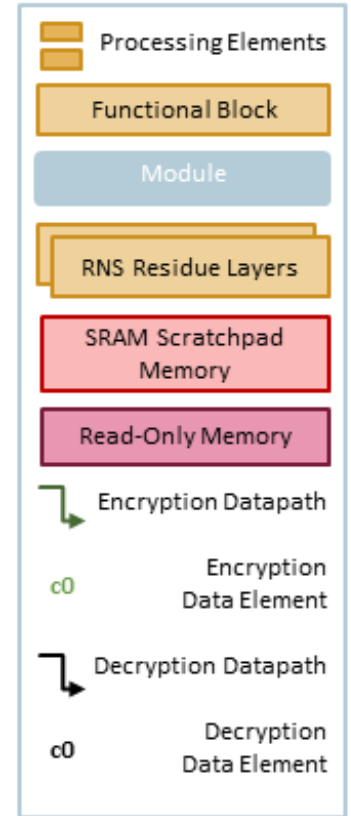 Processing Elements
Functional Block
Module
RNS Residue Layers
SRAM Scratchpad
Memory
Read-Only Memory
Encryption Datapath
c0 Encryption
Data Element
Decryption Datapath
c0 Decryption
Data Element